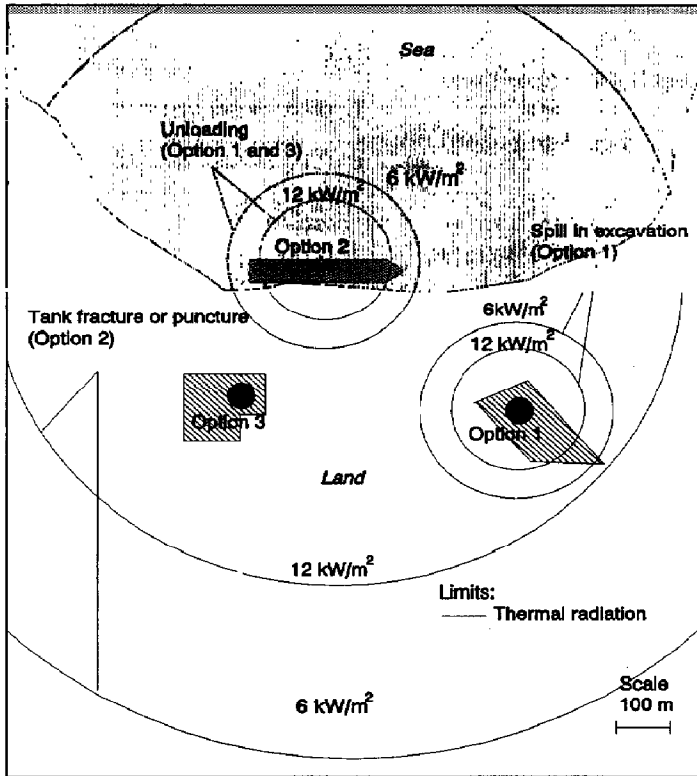 Sea
Unloading
(Option 1 and 3)
6 kW/m²
12 kW/m²
Option 2
Spill in excavation
(Option 1)
6kW/m²
Tank fracture or puncture
(Option 2)
12 kW/m²
Option 3
Option 1
Land
12 kW/m²
Limits:
Thermal radiation
6 kW/m²
Scale
100 m